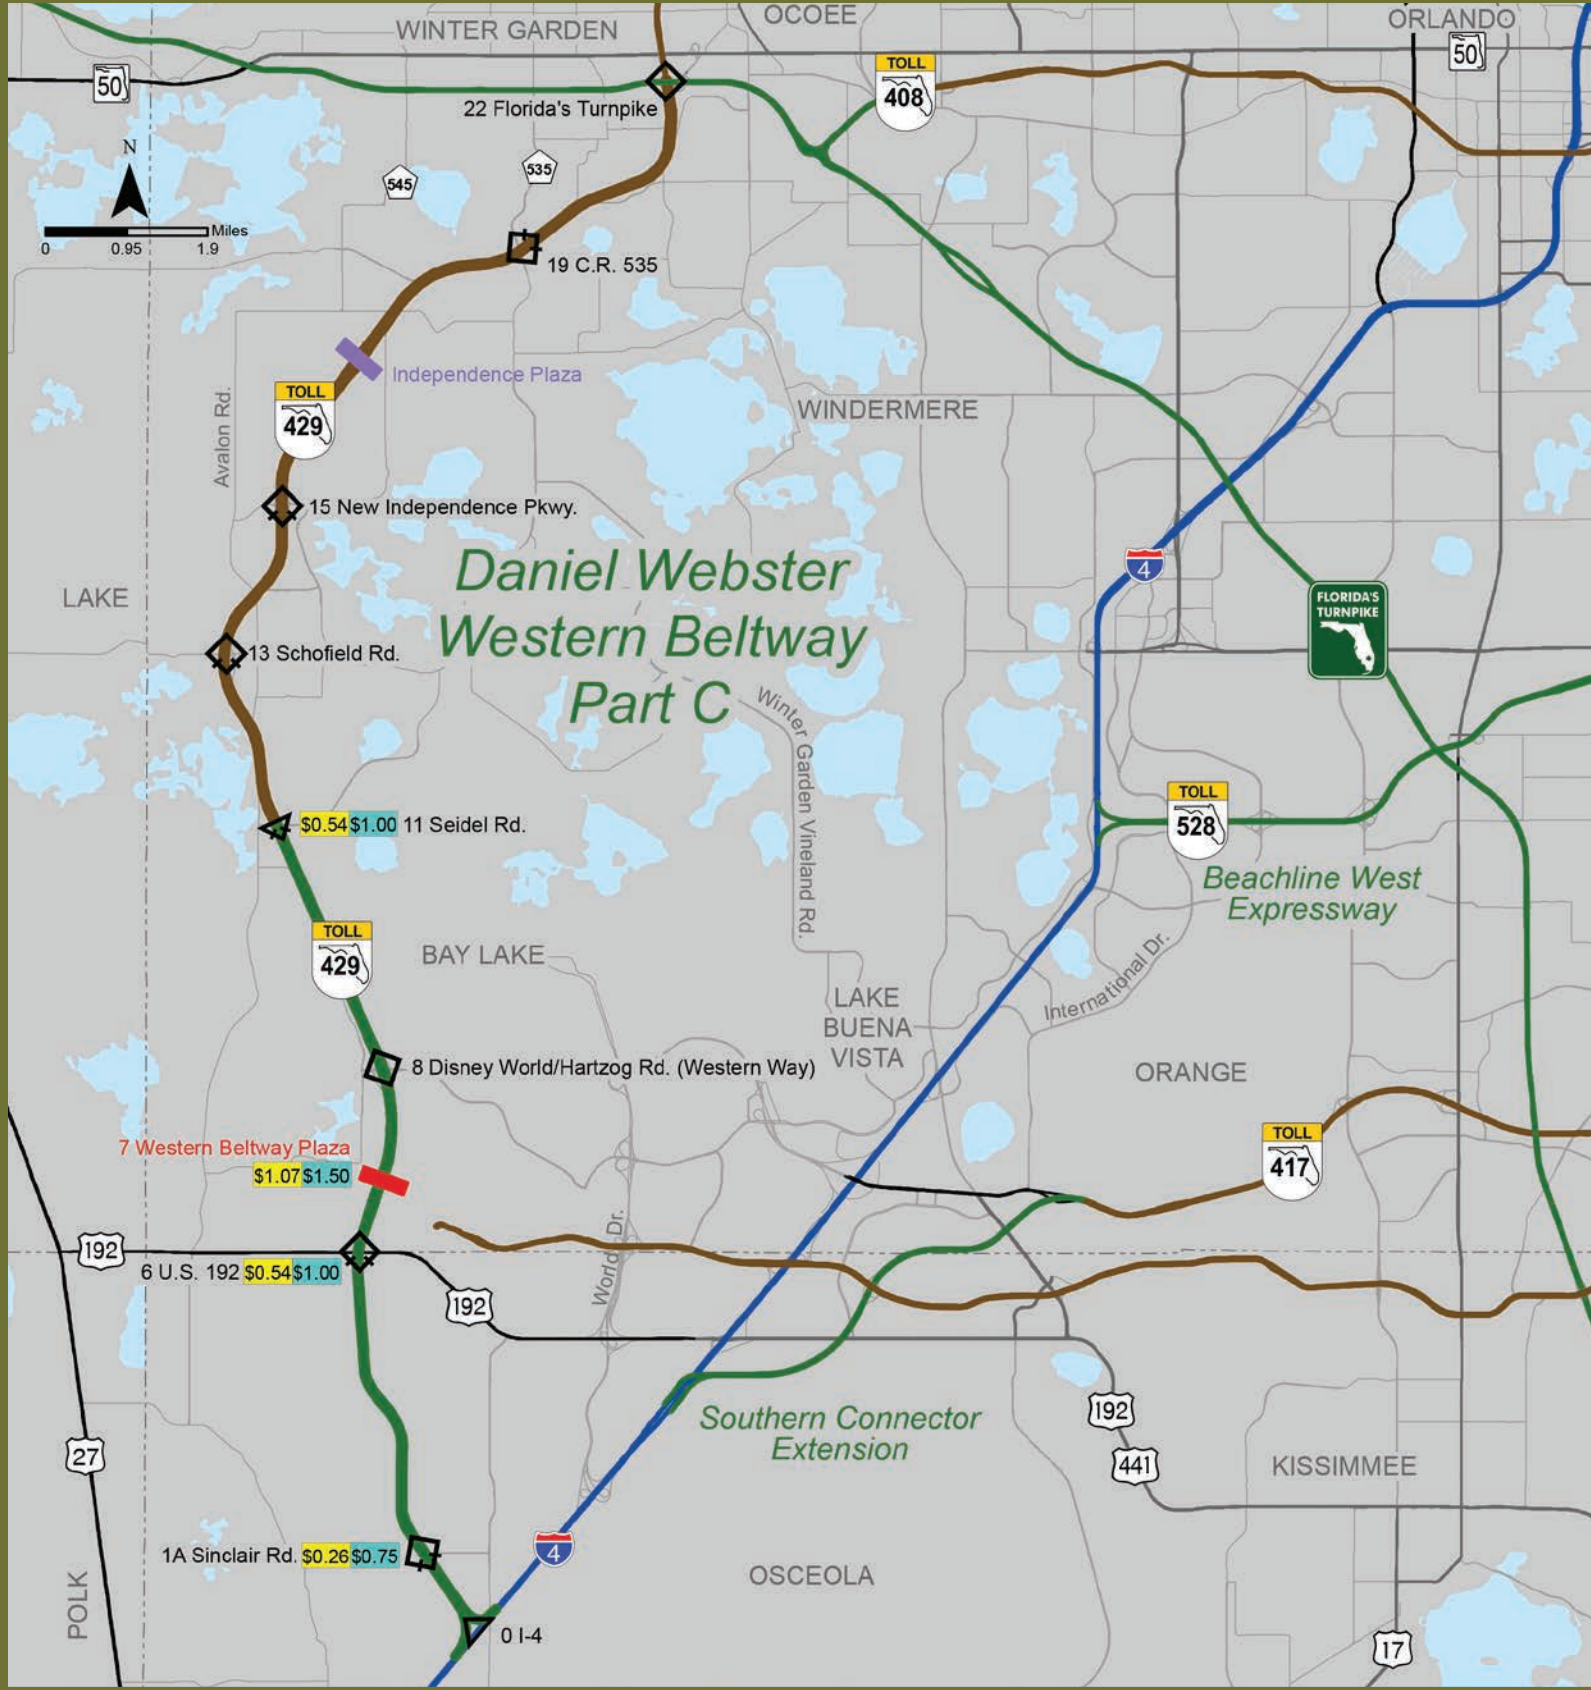 WINTER GARDEN
OCOEE
ORLANDO
50
50
TOLL
408
22 Florida's Turnpike
N
545
535
Miles
0 0.95 1.9
19 C.R. 535
Independence Plaza
TOLL
429
Avalon Rd.
WINDERMERE
15 New Independence Pkwy.
Daniel Webster
Western Beltway
Part C
4
LAKE
FLORIDA'S
TURNPIKE
13 Schofield Rd.
Winter Garden Vineland Rd.
$0.54 $1.00 11 Seidel Rd.
TOLL
528
Beachline West
Expressway
TOLL
429
BAY LAKE
LAKE
BUENA
VISTA
International Dr.
8 Disney World/Hartzog Rd. (Western Way)
ORANGE
7 Western Beltway Plaza
$1.07 $1.50
TOLL
417
192
6 U.S. 192 $0.54 $1.00
192
World Dr.
Southern Connector
Extension
192
441
27
KISSIMMEE
1A Sinclair Rd. $0.26 $0.75
4
OSCEOLA
POLK
0 I-4
17